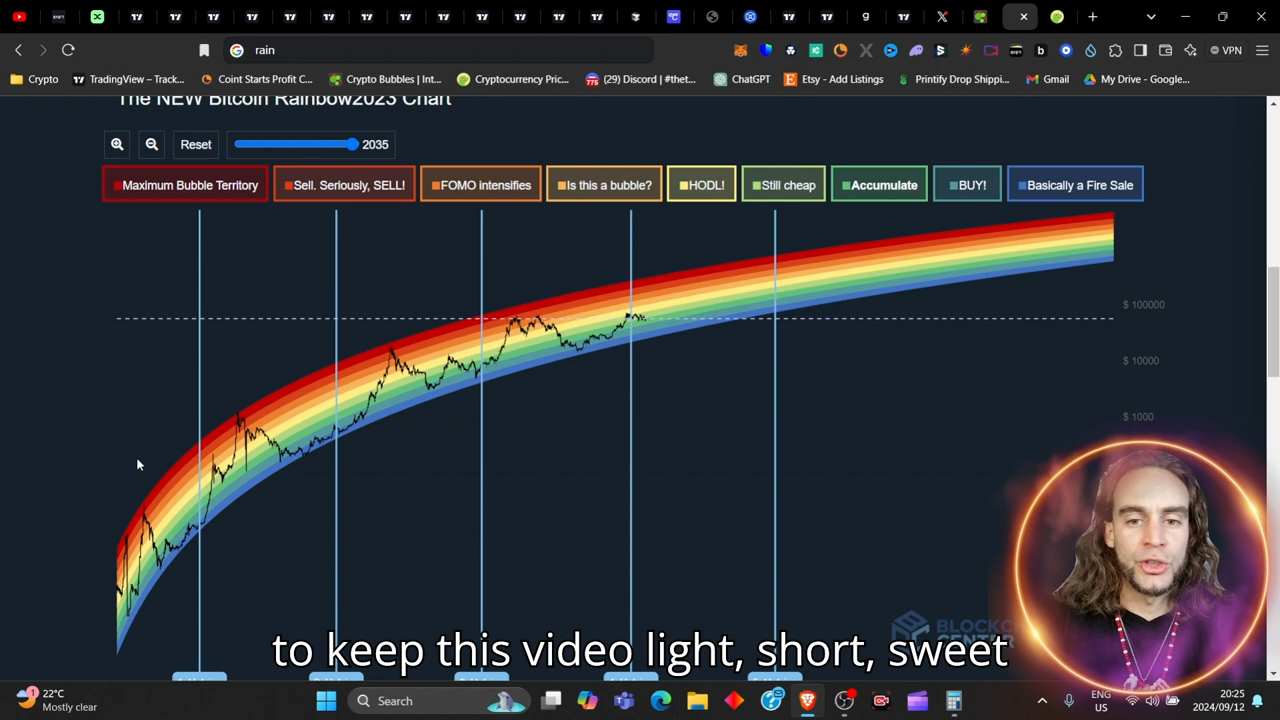 rain
VPN
Crypto
TradingView – Track...
Coint Starts Profit C...
Crypto Bubbles | Int...
Cryptocurrency Pric...
(29) Discord | #thet...
ChatGPT
Etsy - Add Listings
Printify Drop Shippi...
Gmail
My Drive - Google...
The NEW Bitcoin Rainbow2023 Chart
Reset
2035
Maximum Bubble Territory
Sell. Seriously, SELL!
FOMO intensifies
Is this a bubble?
HODL!
Still cheap
Accumulate
BUY!
Basically a Fire Sale
$ 100000
$ 10000
$ 1000
to keep this video light, short, sweet
22°C
Mostly clear
Search
ENG
US
20:25
2024/09/12